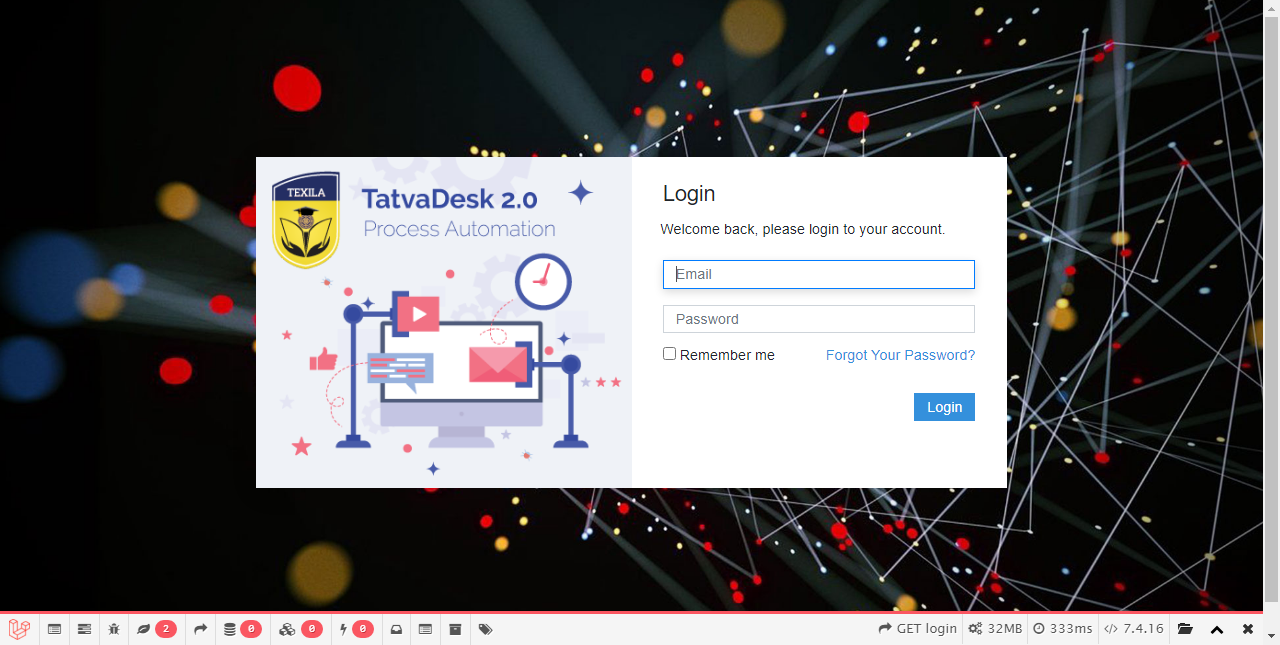 TEXILA
TatvaDesk 2.0
Process Automation
Login
Welcome back, please login to your account.
Email
Password
Remember me
Forgot Your Password?
Login
2
0
0
0
GET login
32MB
333ms
7.4.16